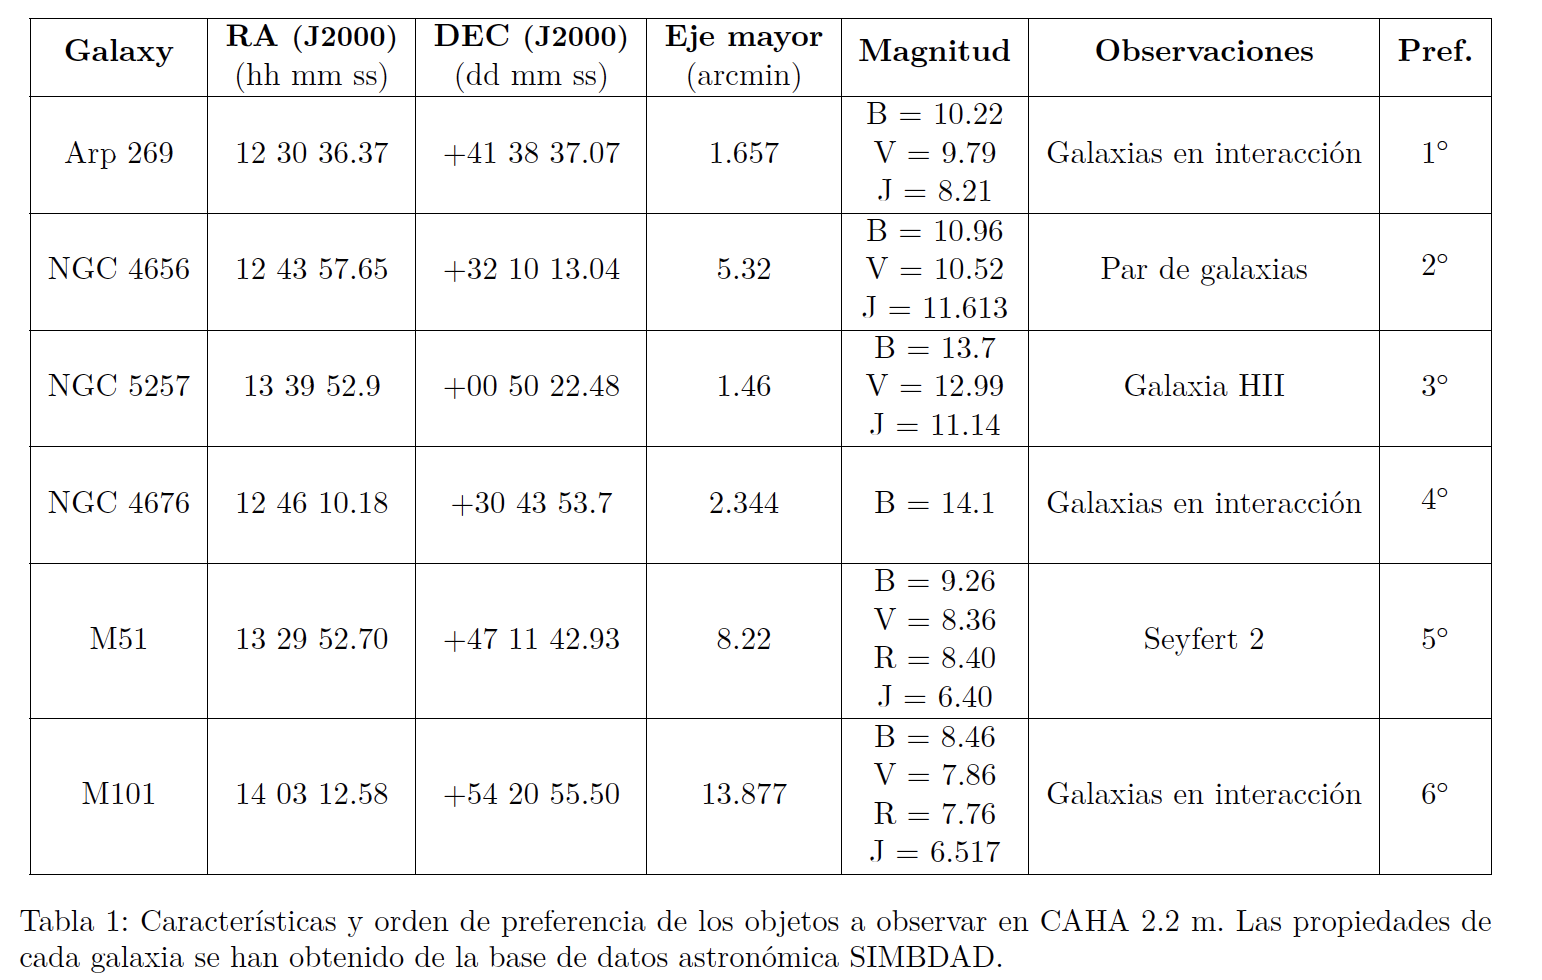 Galaxy RA (J2000) DEC (J2000) Eje mayor Magnitud Observaciones Pref.
(hh mm ss) (dd mm ss) (arcmin)
B = 10.22
Arp 269 12 30 36.37 +41 38 37.07 1.657 V = 9.79 Galaxias en interacción 1°
J = 8.21
B = 10.96
NGC 4656 12 43 57.65 +32 10 13.04 5.32 V = 10.52 Par de galaxias 2°
J = 11.613
B = 13.7
NGC 5257 13 39 52.9 +00 50 22.48 1.46 V = 12.99 Galaxia HII 3°
J = 11.14
NGC 4676 12 46 10.18 +30 43 53.7 2.344 B = 14.1 Galaxias en interacción 4°
B = 9.26
V = 8.36
M51 13 29 52.70 +47 11 42.93 8.22 Seyfert 2 5°
R = 8.40
J = 6.40
B = 8.46
V = 7.86
M101 14 03 12.58 +54 20 55.50 13.877 Galaxias en interacción 6°
R = 7.76
J = 6.517
Tabla 1: Características y orden de preferencia de los objetos a observar en CAHA 2.2 m. Las propiedades de
cada galaxia se han obtenido de la base de datos astronómica SIMBDAD.